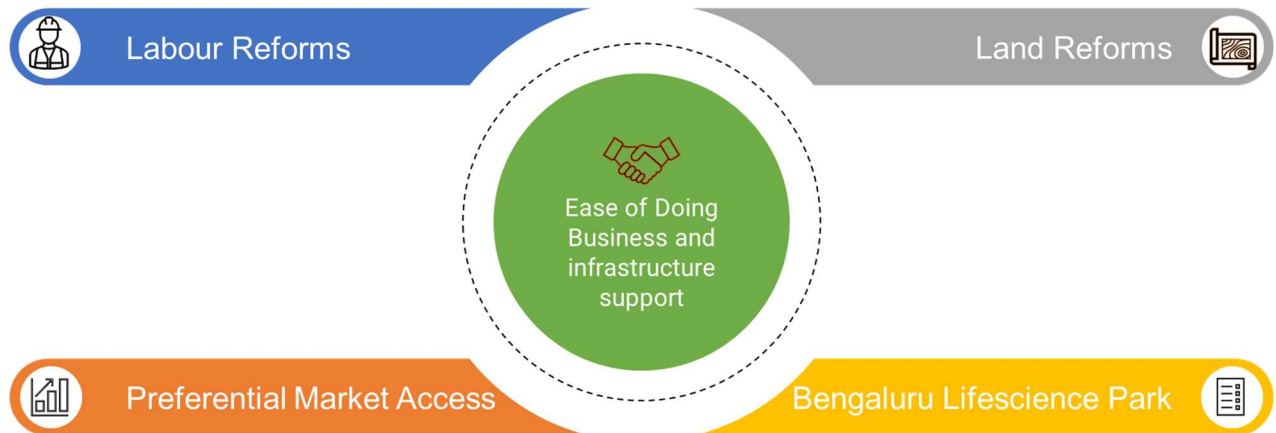 Labour Reforms
Land Reforms
Ease of Doing
Business and
infrastructure
support
Preferential Market Access
Bengaluru Lifescience Park